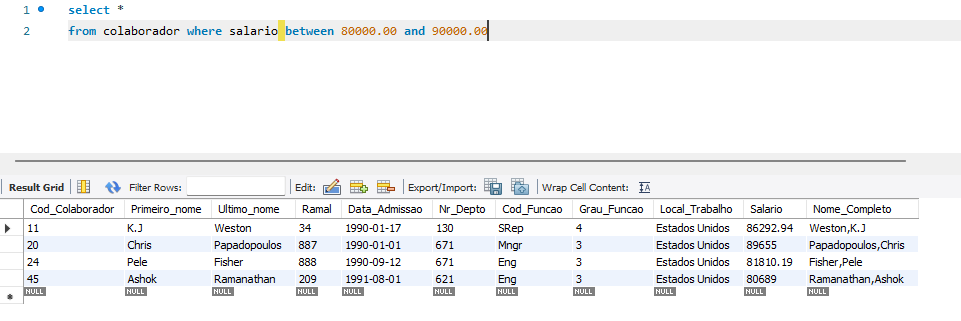 1 select *
2 from colaborador where salario between 80000.00 and 90000.00
Result Grid Filter Rows: Edit: Export/Import: Wrap Cell Content:
Cod_Colaborador Primeiro_nome Ultimo_nome Ramal Data_Admissao Nr_Depto Cod_Funcao Grau_Funcao Local_Trabalho Salario Nome_Completo
11 K.J Weston 34 1990-01-17 130 SRep 4 Estados Unidos 86292.94 Weston,K.J
20 Chris Papadopoulos 887 1990-01-01 671 Mngr 3 Estados Unidos 89655 Papadopoulos,Chris
24 Pele Fisher 888 1990-09-12 671 Eng 3 Estados Unidos 81810.19 Fisher,Pele
45 Ashok Ramanathan 209 1991-08-01 621 Eng 3 Estados Unidos 80689 Ramanathan,Ashok
NULL NULL NULL NULL NULL NULL NULL NULL NULL NULL NULL